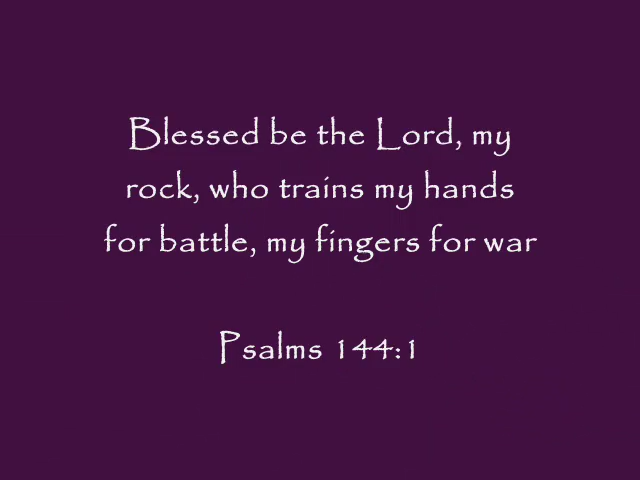 Blessed be the Lord, my
rock, who trains my hands
for battle, my fingers for war
Psalms 144:1